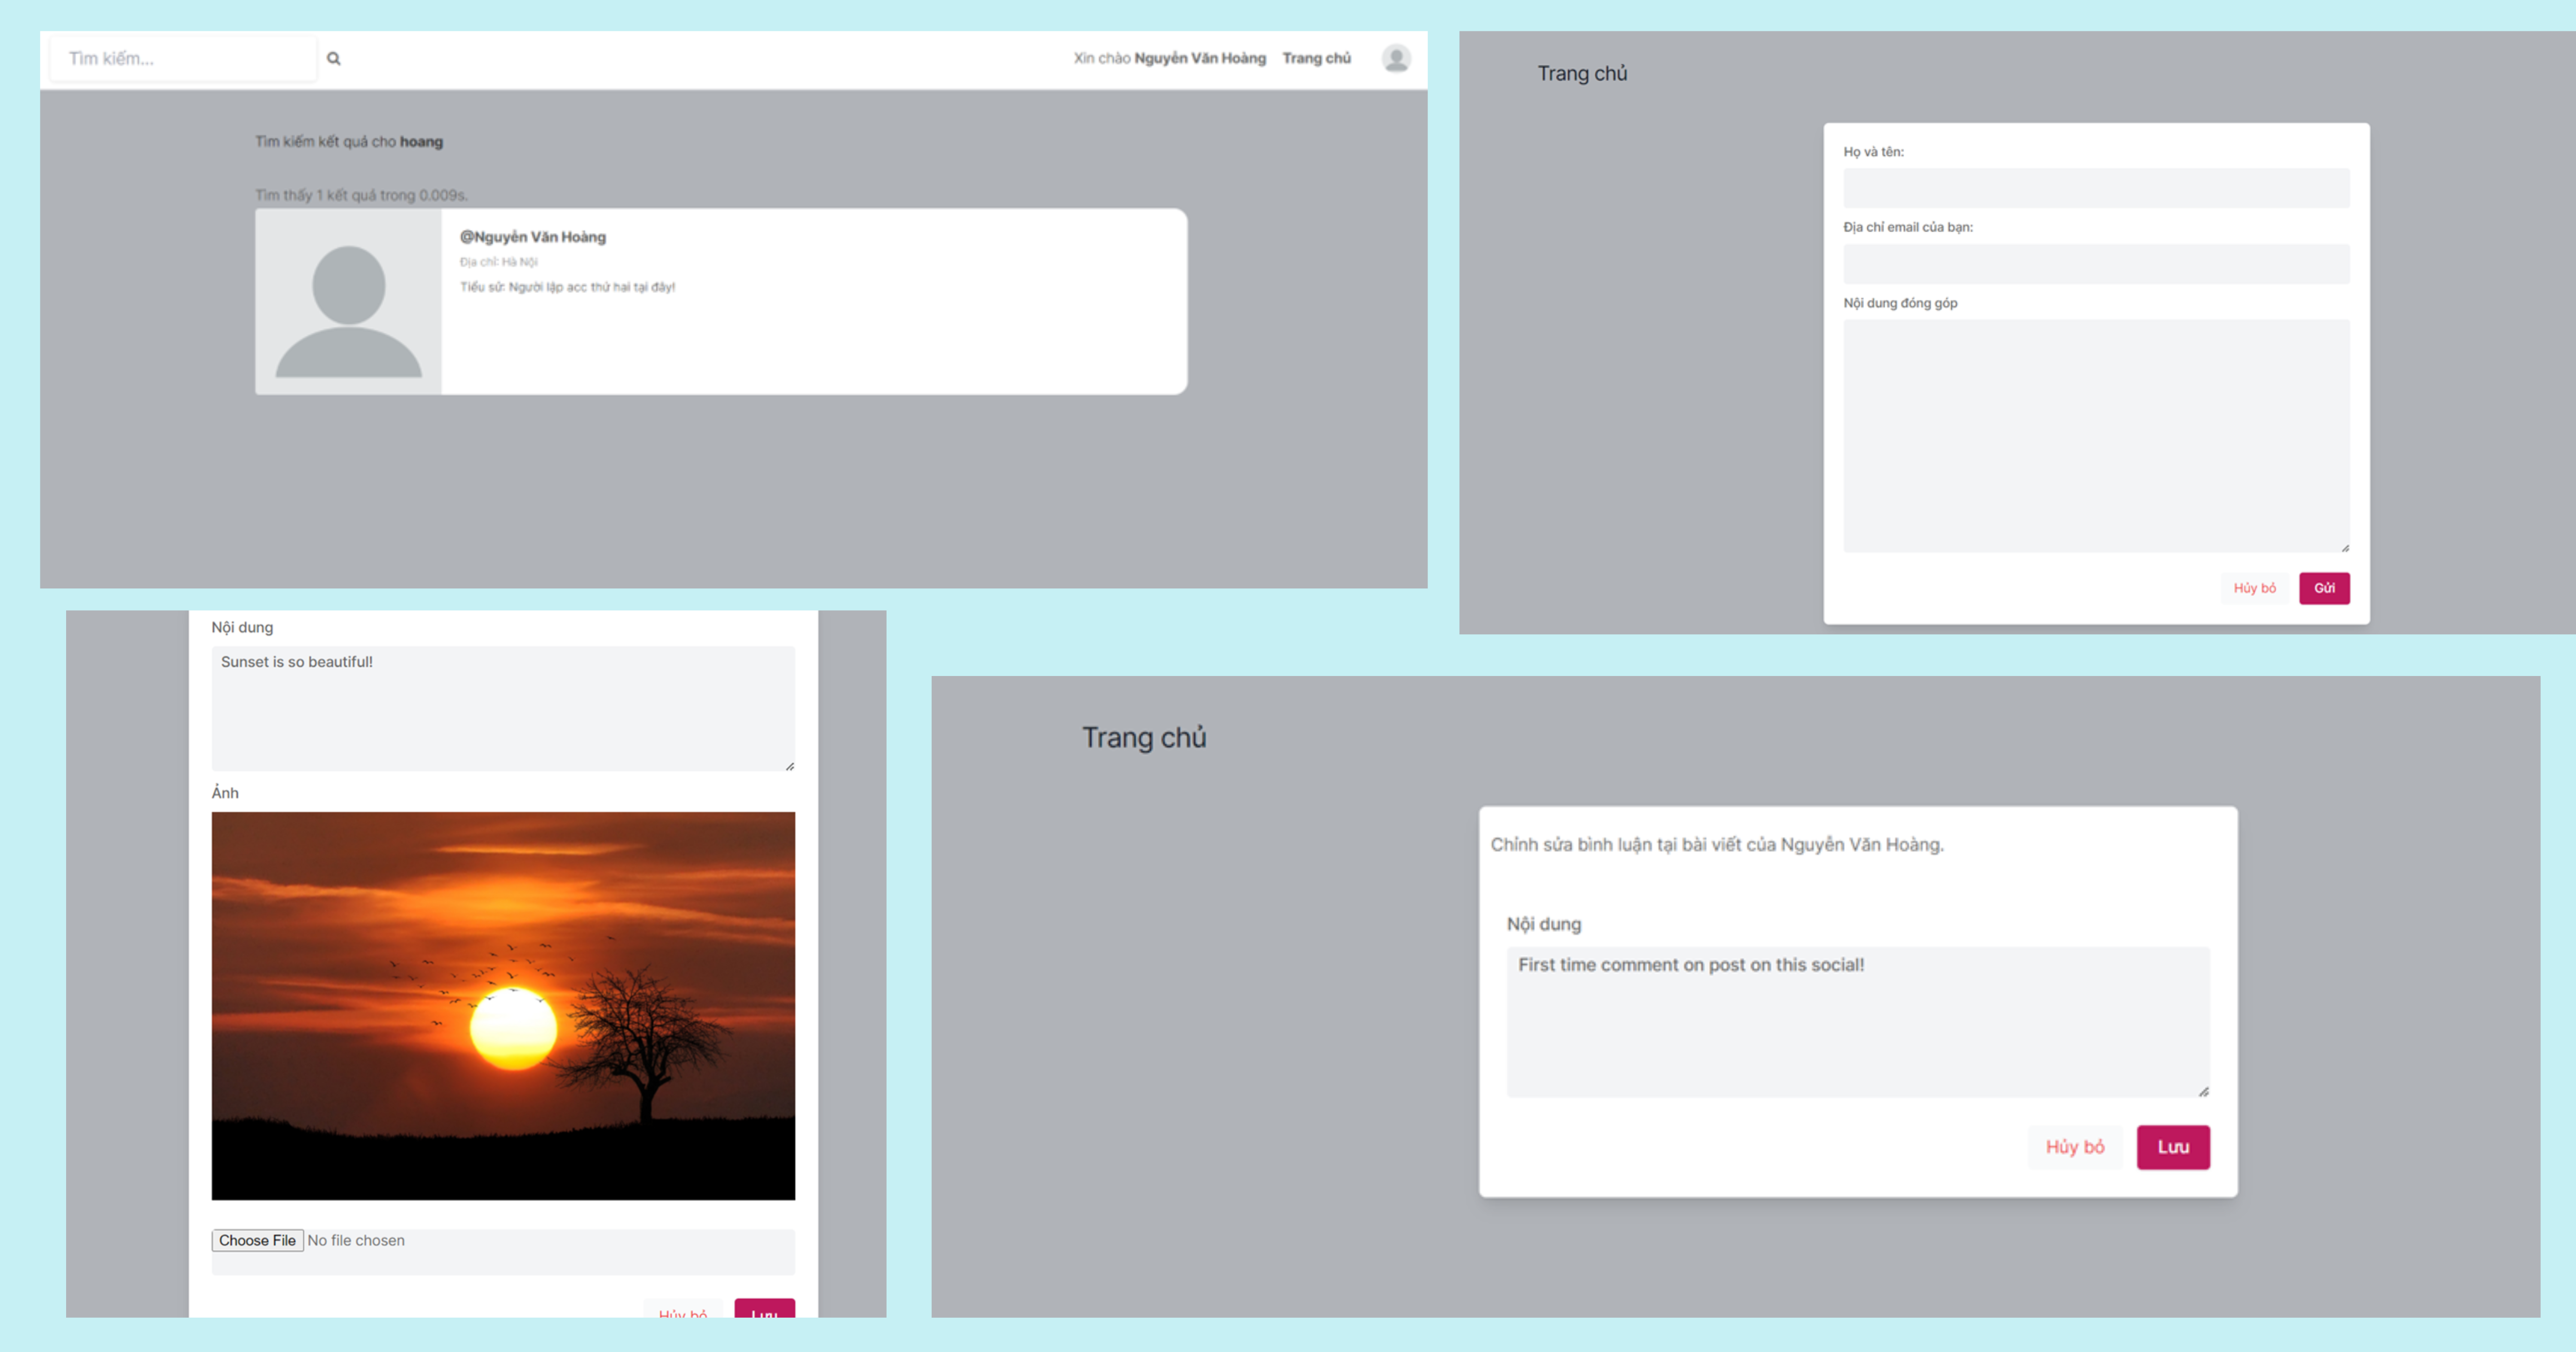 Tìm kiếm...
Xin chào Nguyễn Văn Hoàng Trang chủ
Tìm kiếm kết quả cho hoang
Tìm thấy 1 kết quả trong 0.009s.
@Nguyễn Văn Hoàng
Địa chỉ: Hà Nội
Tiểu sử: Người lập acc thứ hai tại đây!
Trang chủ
Họ và tên:
Địa chỉ email của bạn:
Nội dung đóng góp
Hủy bỏ Gửi
Nội dung
Sunset is so beautiful!
Ảnh
Choose File No file chosen
Hủy bỏ Lưu
Trang chủ
Chỉnh sửa bình luận tại bài viết của Nguyễn Văn Hoàng.
Nội dung
First time comment on post on this social!
Hủy bỏ Lưu